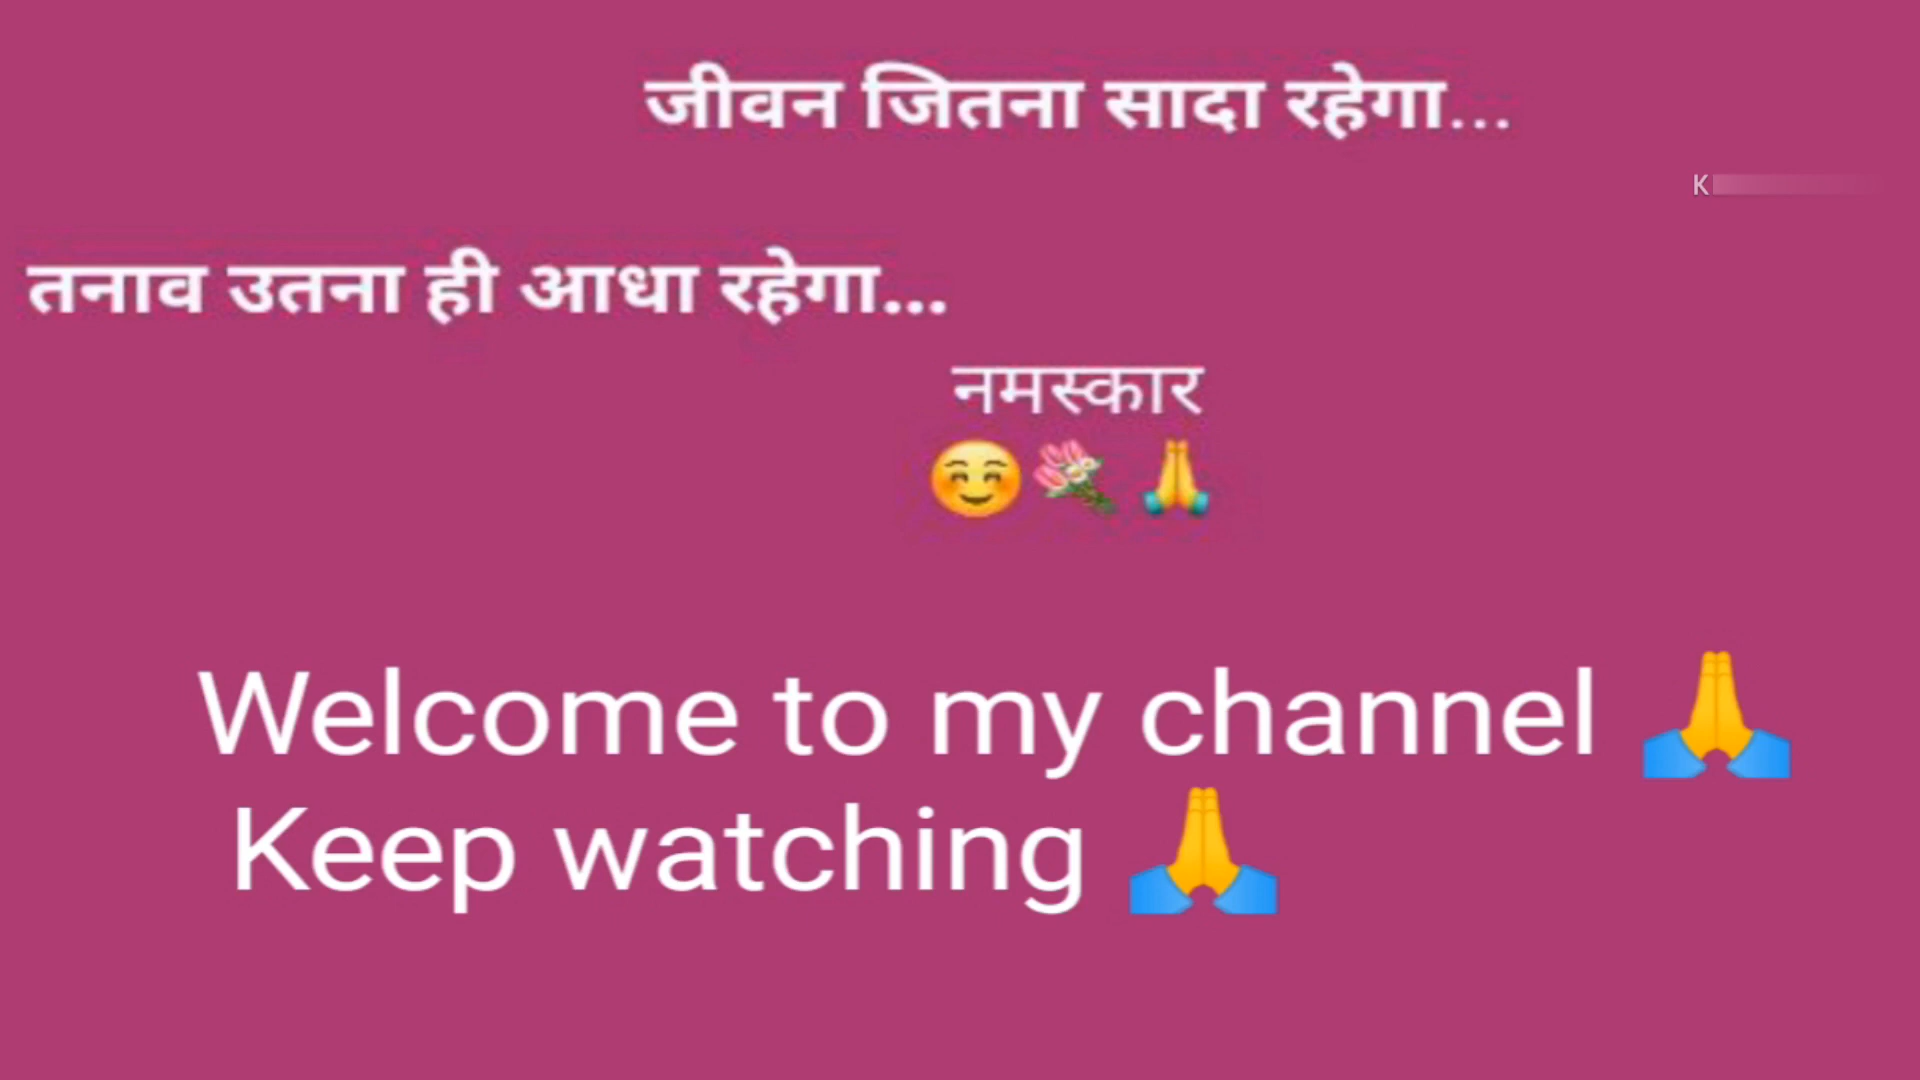 जीवन जितना सादा रहेगा...
K
तनाव उतना ही आधा रहेगा...
नमस्कार
☺️💐🙏
Welcome to my channel 🙏
Keep watching 🙏